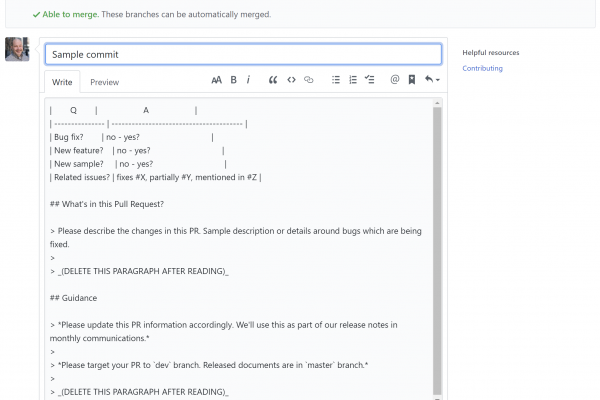 ✓ Able to merge. These branches can be automatically merged.
Sample commit
Helpful resources
Contributing
Write Preview
AA B i
| Q | A |
| --------------- | --------------------------------------- |
| Bug fix? | no - yes? |
| New feature? | no - yes? |
| New sample? | no - yes? |
| Related issues? | fixes #X, partially #Y, mentioned in #Z |
## What's in this Pull Request?
> Please describe the changes in this PR. Sample description or details around bugs which are being
fixed.
>
> _(DELETE THIS PARAGRAPH AFTER READING)_
## Guidance
> *Please update this PR information accordingly. We'll use this as part of our release notes in
monthly communications.*
>
> *Please target your PR to `dev` branch. Released documents are in `master` branch.*
>
> _(DELETE THIS PARAGRAPH AFTER READING)_